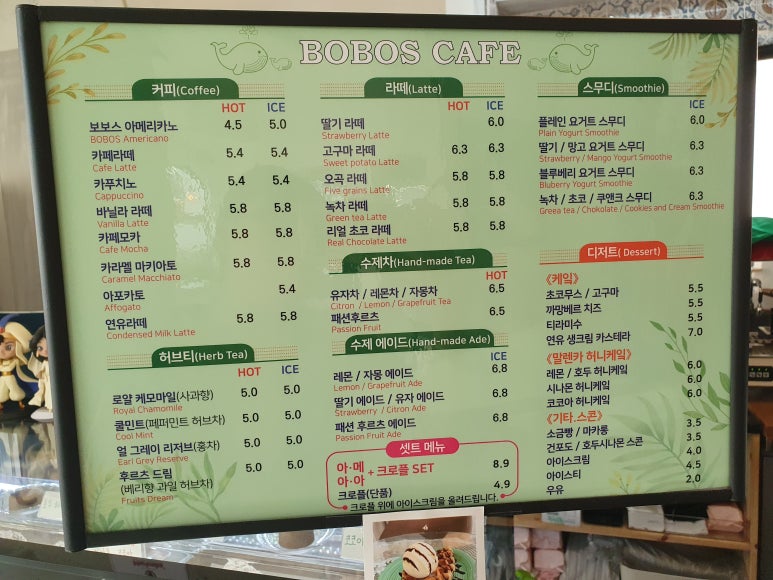 BOBOS CAFE
커피(Coffee)
HOT ICE
보보스 아메리카노 4.5 5.0
BOBOS Americano
카페라떼 5.4 5.4
Cafe Latte
카푸치노 5.4 5.4
Cappuccino
바닐라 라떼 5.8 5.8
Vanilla Latte
카페모카 5.8 5.8
Cafe Mocha
카라멜 마키아토 5.8 5.8
Caramel Macchiato
아포카토 5.4
Affogato
연유라떼 5.8 5.8
Condensed Milk Latte
허브티(Herb Tea)
HOT ICE
로얄 케모마일(사과향) 5.0 5.0
Royal Chamomile
쿨민트(페퍼민트 허브차) 5.0 5.0
Cool Mint
얼 그레이 리저브(홍차) 5.0 5.0
Earl Grey Reserve
후르츠 드림 5.0 5.0
(베리향 과일 허브차)
Fruits Dream
라떼(Latte)
HOT ICE
딸기 라떼 6.0
Strawberry Latte
고구마 라떼 6.3 6.3
Sweet potato Latte
오곡 라떼 5.8 5.8
Five grains Latte
녹차 라떼 5.8 5.8
Green tea Latte
리얼 초코 라떼 5.8 5.8
Real Chocolate Latte
수제차(Hand-made Tea)
HOT
유자차 / 레몬차 / 자몽차 6.5
Citron / Lemon / Grapefruit Tea
패션후르츠 6.5
Passion Fruit
수제 에이드(Hand-made Ade)
ICE
레몬 / 자몽 에이드 6.8
Lemon / Grapefruit Ade
딸기 에이드 / 유자 에이드 6.8
Strawberry / Citron Ade
패션 후르츠 에이드 6.8
Passion Fruit Ade
셋트 메뉴
아·메
아·아 + 크로플 SET 8.9
크로플(단품) 4.9
크로플 위에 아이스크림을 올려드립니다.
스무디(Smoothie)
ICE
플레인 요거트 스무디 6.0
Plain Yogurt Smoothie
딸기 / 망고 요거트 스무디 6.3
Strawberry / Mango Yogurt Smoothie
블루베리 요거트 스무디 6.3
Bluberry Yogurt Smoothie
녹차 / 초코 / 쿠앤크 스무디 6.3
Greea tea / Chokolate / Cookies and Cream Smoothie
디저트( Dessert)
《케잌》
초코무스 / 고구마 5.5
까망베르 치즈 5.5
티라미수 5.5
연유 생크림 카스테라 7.0
《말렌카 허니케잌》
레몬 / 호두 허니케잌 6.0
시나몬 허니케잌 6.0
코코아 허니케잌 6.0
《기타.스콘》
소금빵 / 마카롱 3.5
건포도 / 호두시나몬 스콘 3.5
아이스크림 4.0
아이스티 4.5
우유 2.0